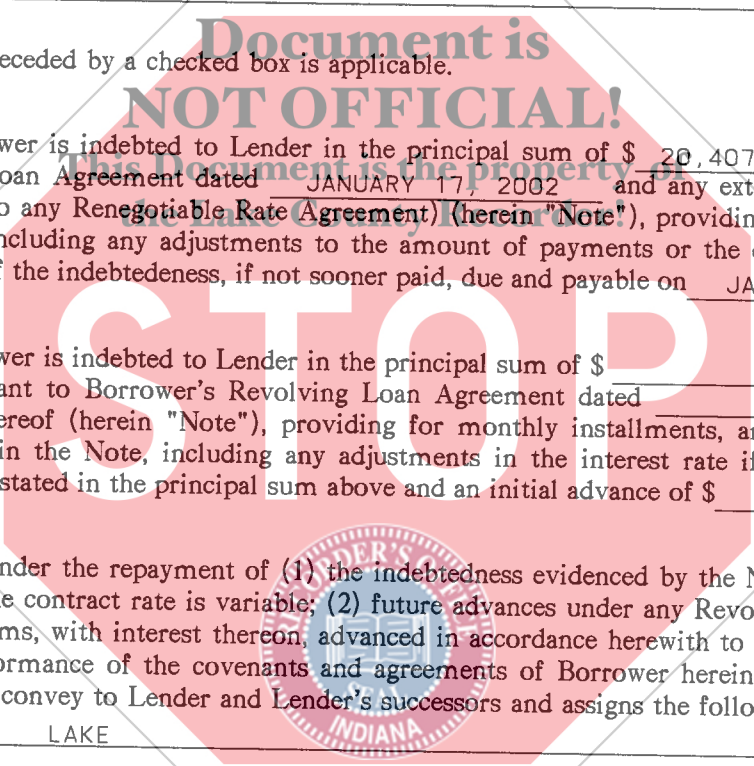 Document is
eceded by a checked box is applicable.
NOT OFFICIAL!
wer is indebted to Lender in the principal sum of $ 20,407
This Document is the property of
oan Agreement dated JANUARY 17, 2002 and any ext
the Lake County Recorder!
o any Renegotiable Rate Agreement) (herein "Note"), providin
ncluding any adjustments to the amount of payments or the
f the indebtedness, if not sooner paid, due and payable on JA
STOP
wer is indebted to Lender in the principal sum of $
ant to Borrower's Revolving Loan Agreement dated
ereof (herein "Note"), providing for monthly installments, a
in the Note, including any adjustments in the interest rate i
stated in the principal sum above and an initial advance of $
nder the repayment of (1) the indebtedness evidenced by the N
e contract rate is variable; (2) future advances under any Revo
ms, with interest thereon, advanced in accordance herewith to
ormance of the covenants and agreements of Borrower herein
convey to Lender and Lender's successors and assigns the follo
LAKE
RECORDER'S OFFICE
SEAL
INDIANA